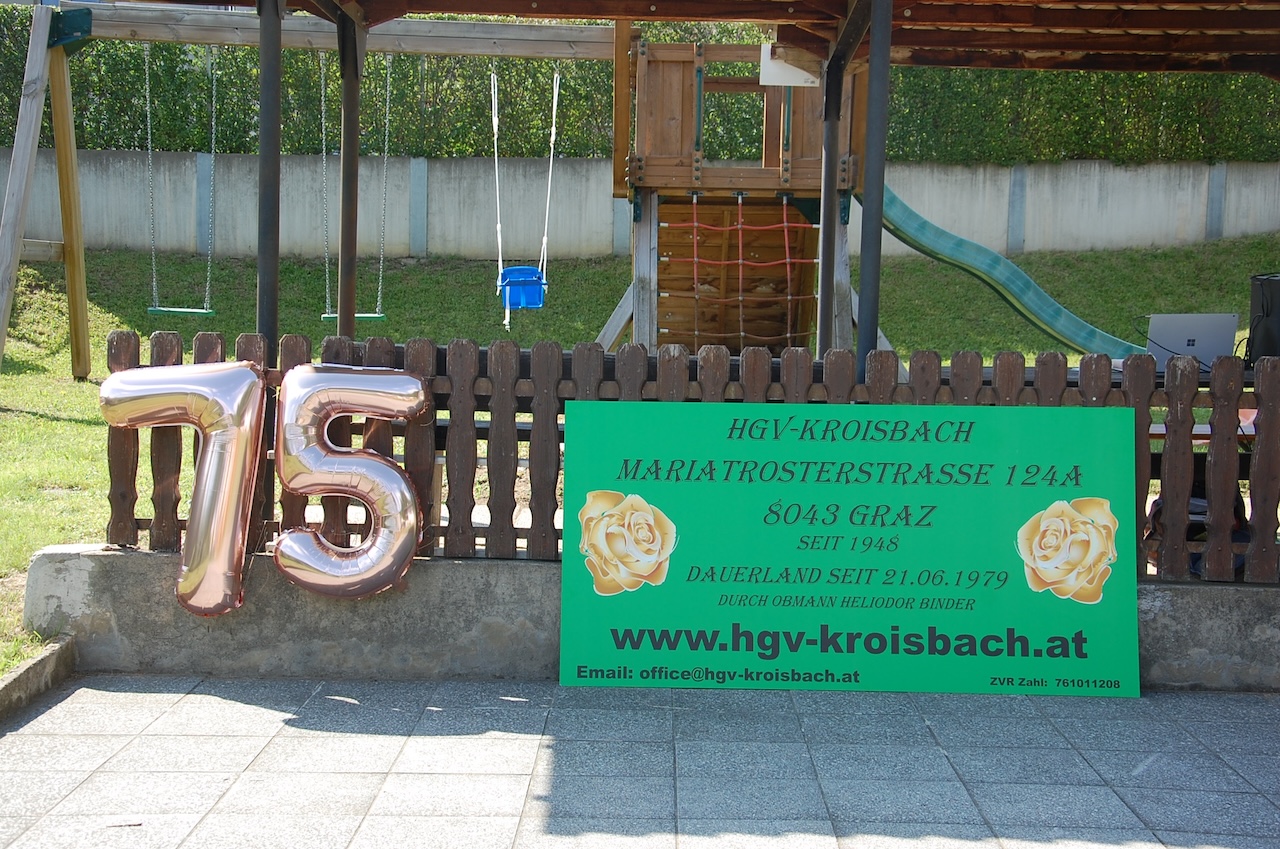 75
HGV-KROISBACH
MARIATROSTERSTRASSE 124A
8043 GRAZ
SEIT 1948
DAUERLAND SEIT 21.06.1979
DURCH OBMANN HELIODOR BINDER
www.hgv-kroisbach.at
Email: office@hgv-kroisbach.at ZVR Zahl: 761011208